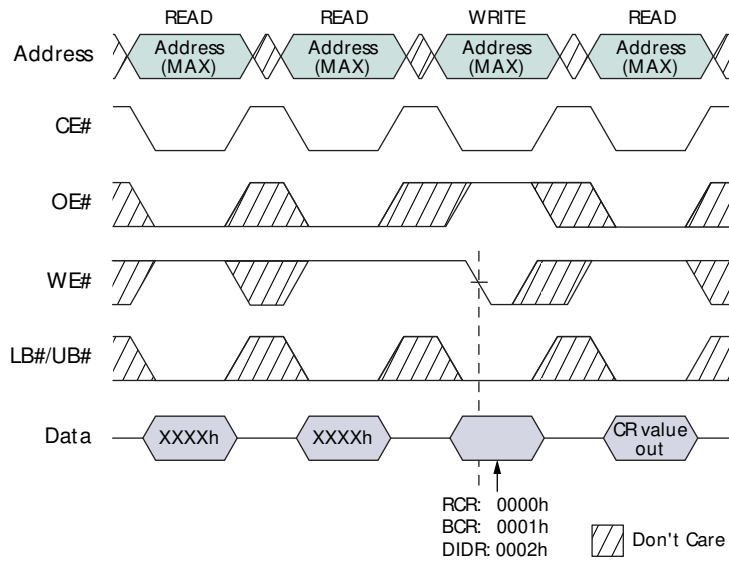 READ READ WRITE READ
Address Address (MAX) Address (MAX) Address (MAX) Address (MAX)
CE#
OE#
WE#
LB#/UB#
Data XXXXh XXXXh CR value out
RCR: 0000h
BCR: 0001h
DIDR: 0002h
Don't Care